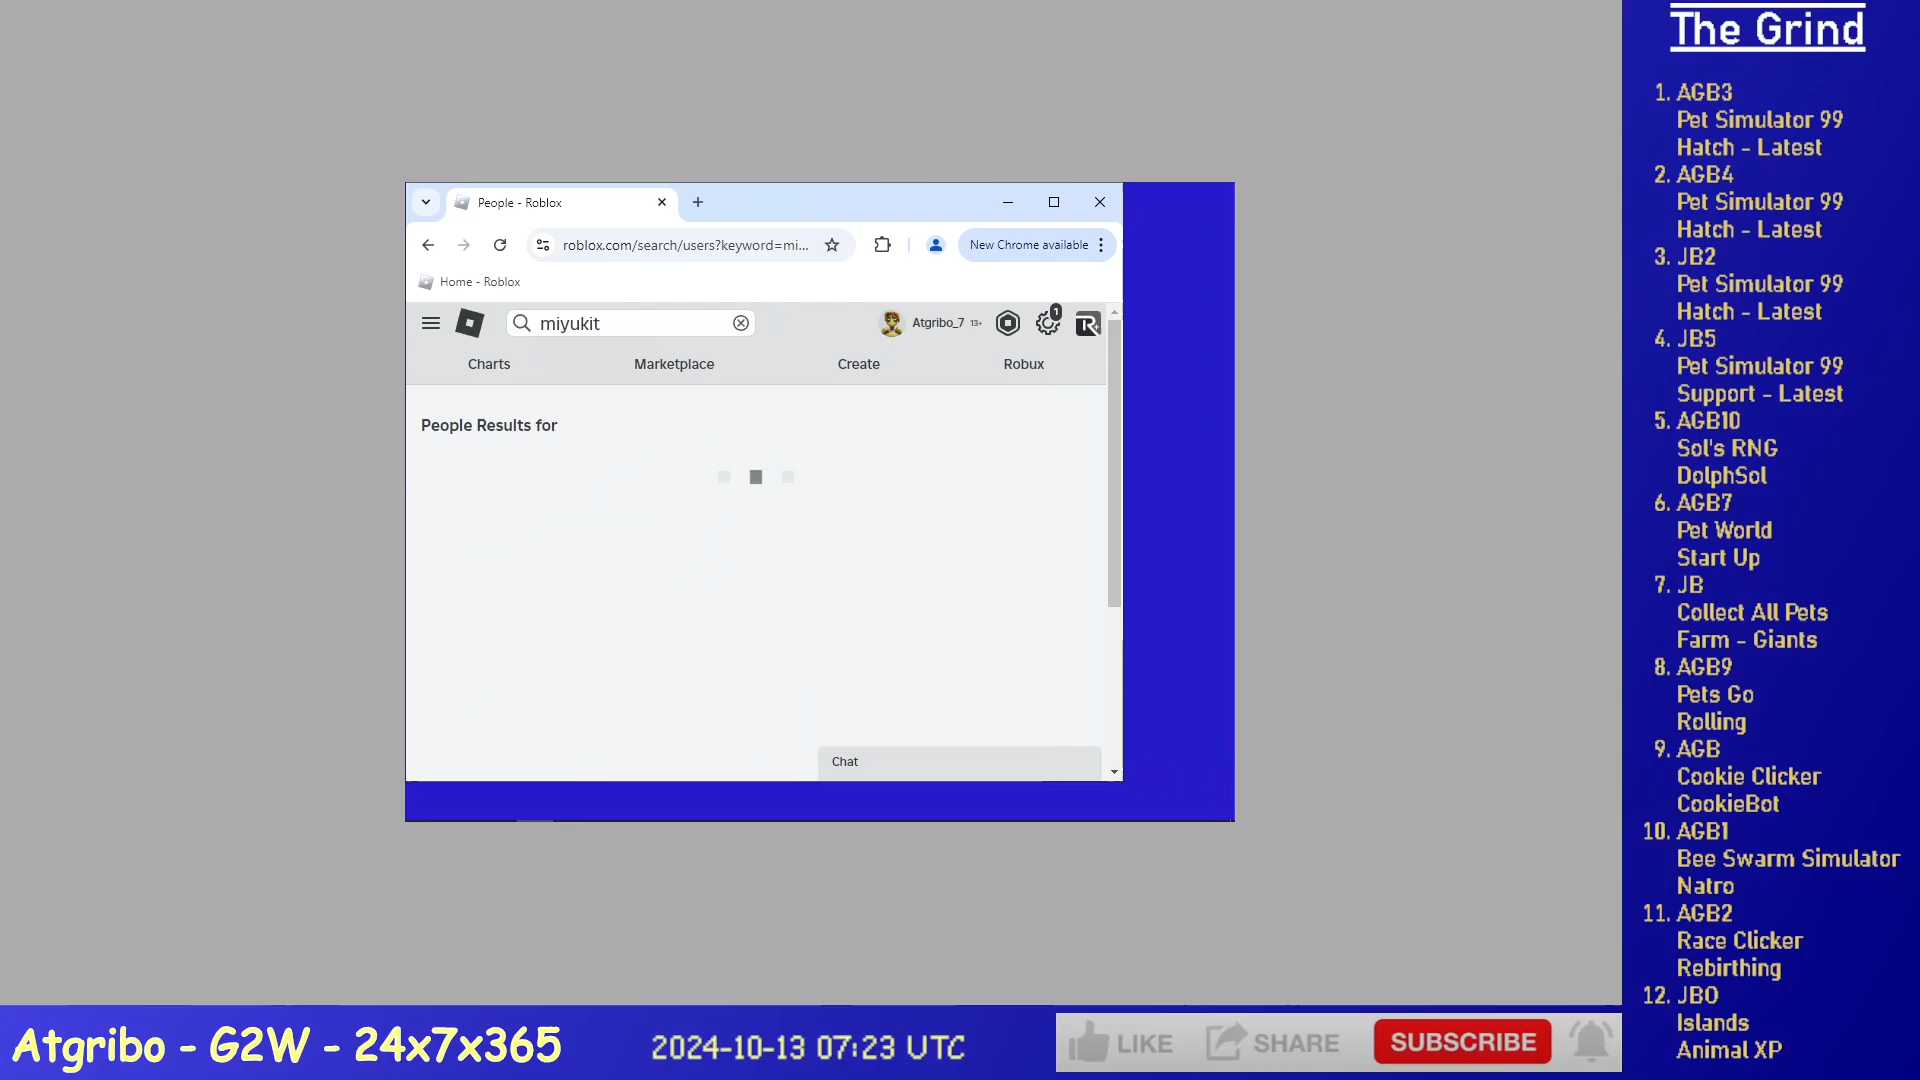 People - Roblox
roblox.com/search/users?keyword=mi...
New Chrome available
Home - Roblox
miyukit
Atgribo_7 13+
1
Charts
Marketplace
Create
Robux
People Results for
Chat
The Grind
1. AGB3
Pet Simulator 99
Hatch - Latest
2. AGB4
Pet Simulator 99
Hatch - Latest
3. JB2
Pet Simulator 99
Hatch - Latest
4. JB5
Pet Simulator 99
Support - Latest
5. AGB10
Sol's RNG
DolphSol
6. AGB7
Pet World
Start Up
7. JB
Collect All Pets
Farm - Giants
8. AGB9
Pets Go
Rolling
9. AGB
Cookie Clicker
CookieBot
10. AGB1
Bee Swarm Simulator
Natro
11. AGB2
Race Clicker
Rebirthing
12. JB0
Islands
Animal XP
Atgribo - G2W - 24x7x365
2024-10-13 07:23 UTC
LIKE
SHARE
SUBSCRIBE